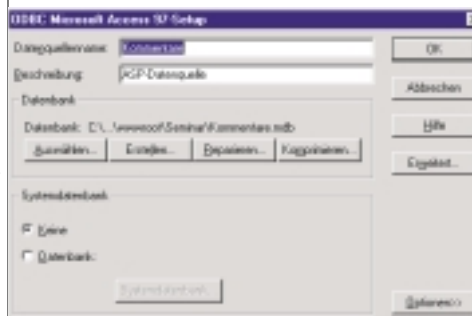 ODBC Microsoft Access 97-Setup
Datenquellenname: Kommentare
OK
Beschreibung: ASP-Datenquelle
Abbrechen
Datenbank
Datenbank: C:\...\wwwroot\Seminar\Kommentare.mdb
Hilfe
Auswählen... Erstellen... Reparieren... Komprimieren...
Erweitert...
Systemdatenbank
Keine
Datenbank:
Systemdatenbank...
Optionen>>